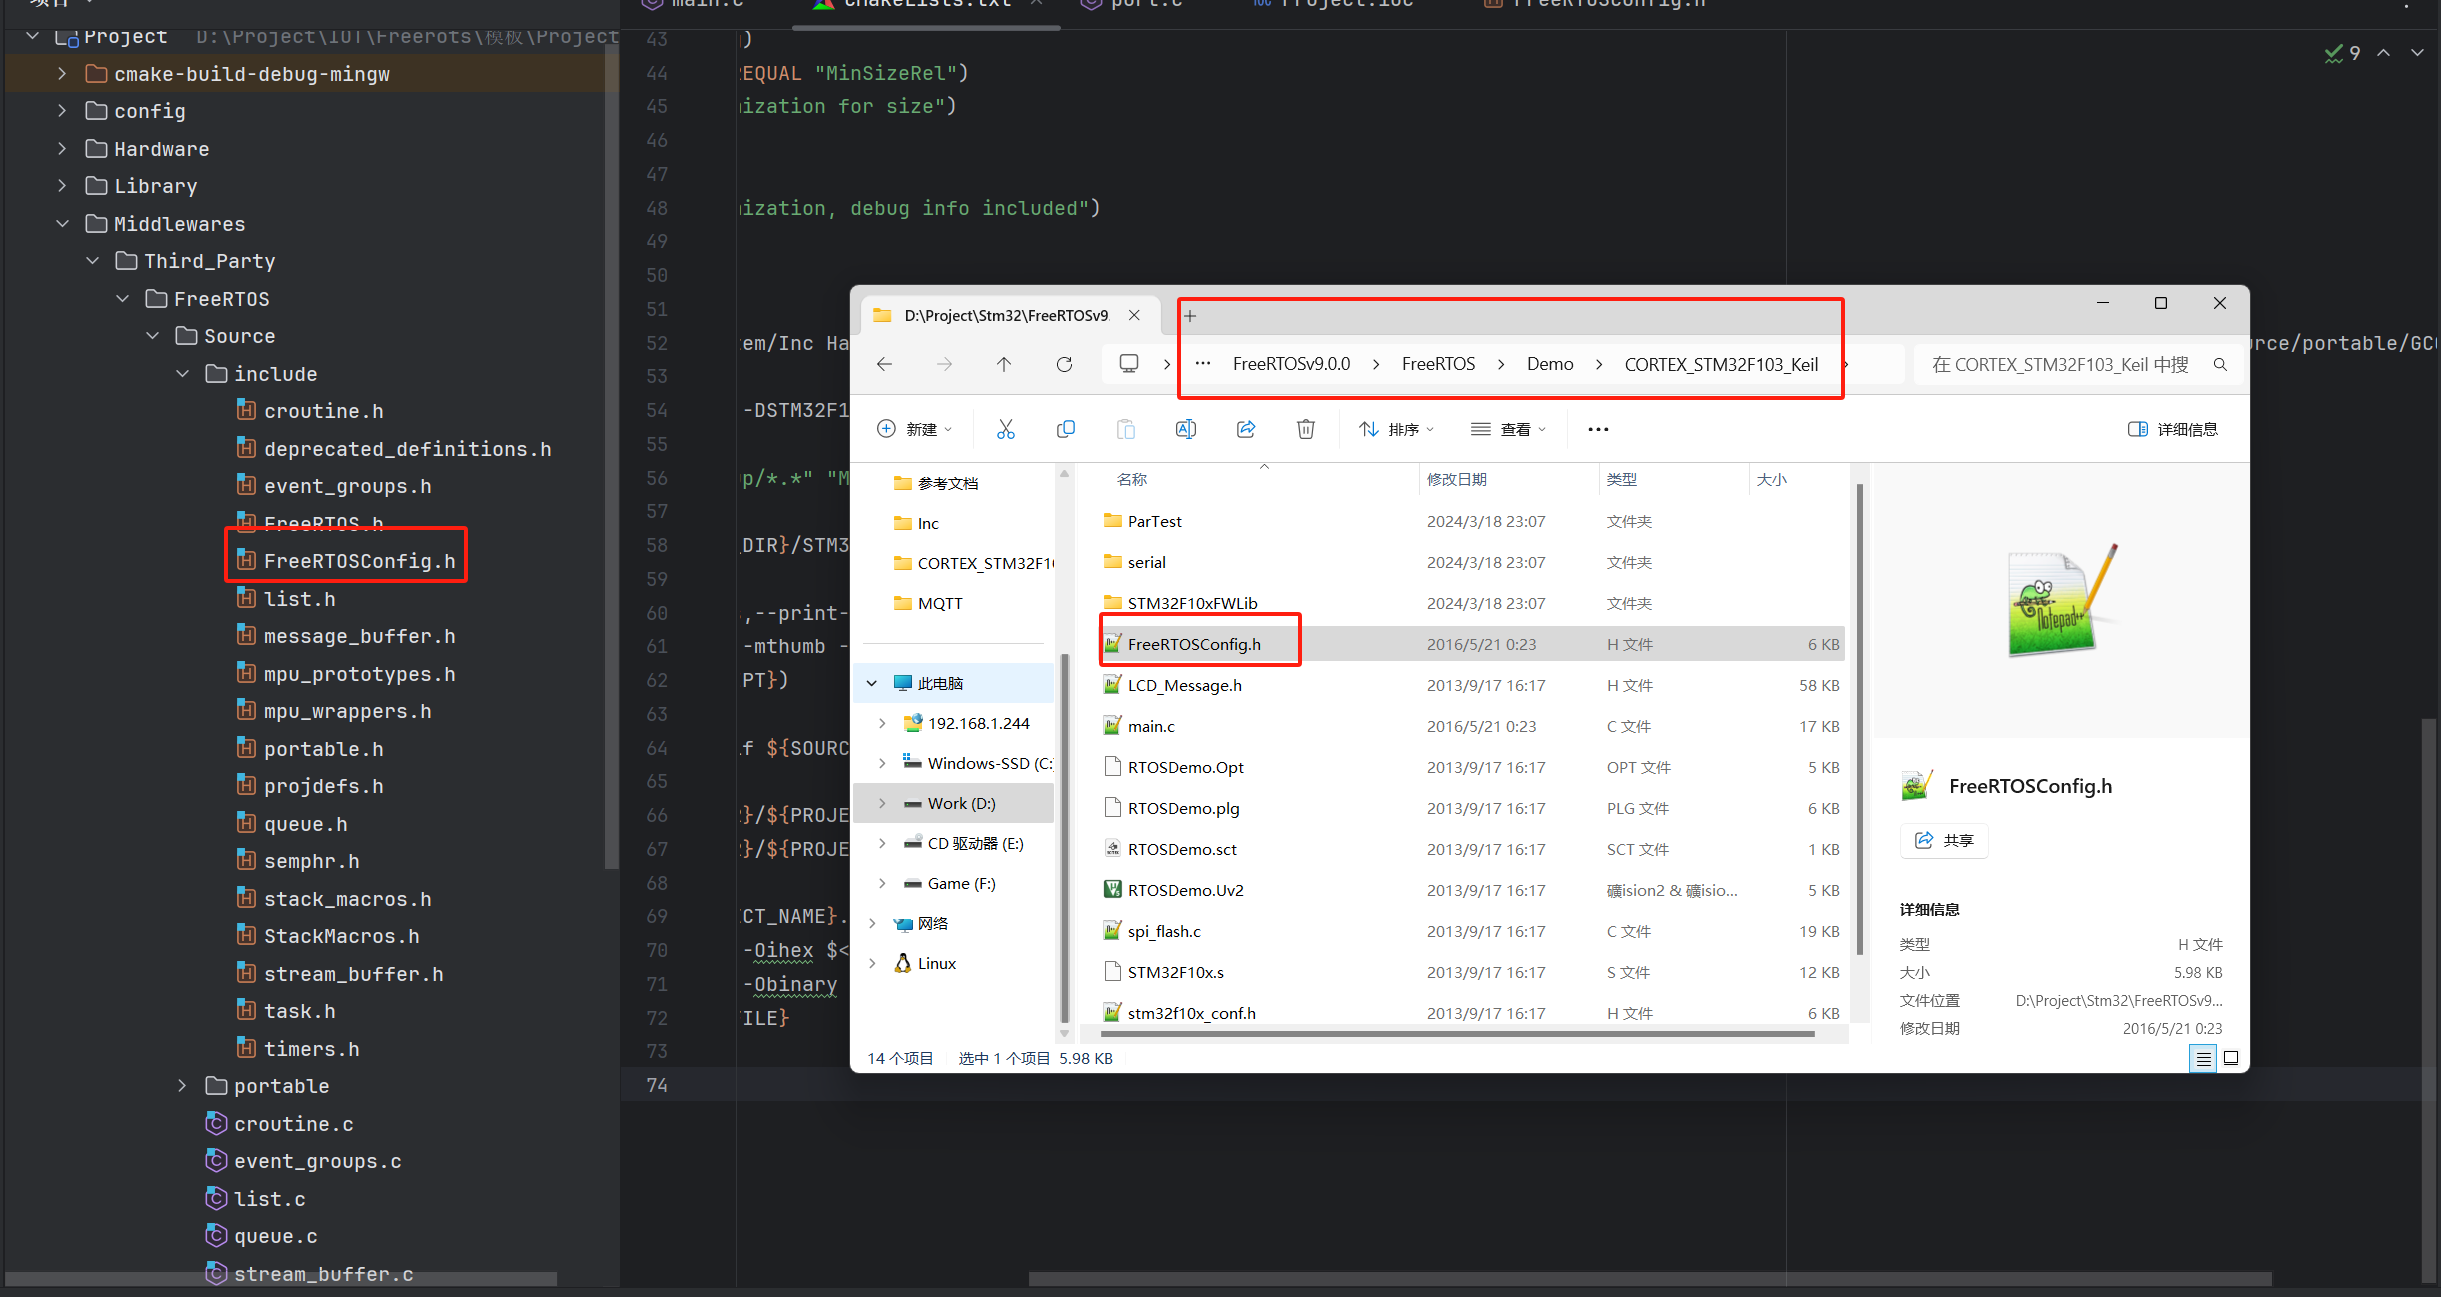 项目
main.c
CMakeLists.txt
port.c
Project.ioc
FreeRTOSConfig.h
Project D:\Project\IOT\Freerots\模板\Project
cmake-build-debug-mingw
config
Hardware
Library
Middlewares
Third_Party
FreeRTOS
Source
include
croutine.h
deprecated_definitions.h
event_groups.h
FreeRTOS.h
FreeRTOSConfig.h
list.h
message_buffer.h
mpu_prototypes.h
mpu_wrappers.h
portable.h
projdefs.h
queue.h
semphr.h
stack_macros.h
StackMacros.h
stream_buffer.h
task.h
timers.h
portable
croutine.c
event_groups.c
list.c
queue.c
stream_buffer.c
9
43 )
44 REQUAL "MinSizeRel")
45 mization for size")
46
47
48 mization, debug info included")
49
50
51
52 tem/Inc Ha urce/portable/GC
53
54 -DSTM32F1
55
56 up/*.*" "M
57
58 _DIR}/STM3
59
60 ,--print-
61 -mthumb -
62 PT})
63
64 lf ${SOURC
65
66 }/${PROJE
67 }/${PROJE
68
69 CT_NAME}.
70 -Oihex $<
71 -Obinary
72 FILE}
73
74
D:\Project\Stm32\FreeRTOSv9.
FreeRTOSv9.0.0 > FreeRTOS > Demo > CORTEX_STM32F103_Keil
在 CORTEX_STM32F103_Keil 中搜
新建
排序
查看
详细信息
参考文档
Inc
CORTEX_STM32F1
MQTT
此电脑
192.168.1.244
Windows-SSD (C:
Work (D:)
CD 驱动器 (E:)
Game (F:)
网络
Linux
名称 修改日期 类型 大小
ParTest 2024/3/18 23:07 文件夹
serial 2024/3/18 23:07 文件夹
STM32F10xFWLib 2024/3/18 23:07 文件夹
FreeRTOSConfig.h 2016/5/21 0:23 H 文件 6 KB
LCD_Message.h 2013/9/17 16:17 H 文件 58 KB
main.c 2016/5/21 0:23 C 文件 17 KB
RTOSDemo.Opt 2013/9/17 16:17 OPT 文件 5 KB
RTOSDemo.plg 2013/9/17 16:17 PLG 文件 6 KB
RTOSDemo.sct 2013/9/17 16:17 SCT 文件 1 KB
RTOSDemo.Uv2 2013/9/17 16:17 礦ision2 & 礦isio... 5 KB
spi_flash.c 2013/9/17 16:17 C 文件 19 KB
STM32F10x.s 2013/9/17 16:17 S 文件 12 KB
stm32f10x_conf.h 2013/9/17 16:17 H 文件 6 KB
Notepad++
FreeRTOSConfig.h
共享
详细信息
类型 H 文件
大小 5.98 KB
文件位置 D:\Project\Stm32\FreeRTOSv9...
修改日期 2016/5/21 0:23
14 个项目 选中 1 个项目 5.98 KB